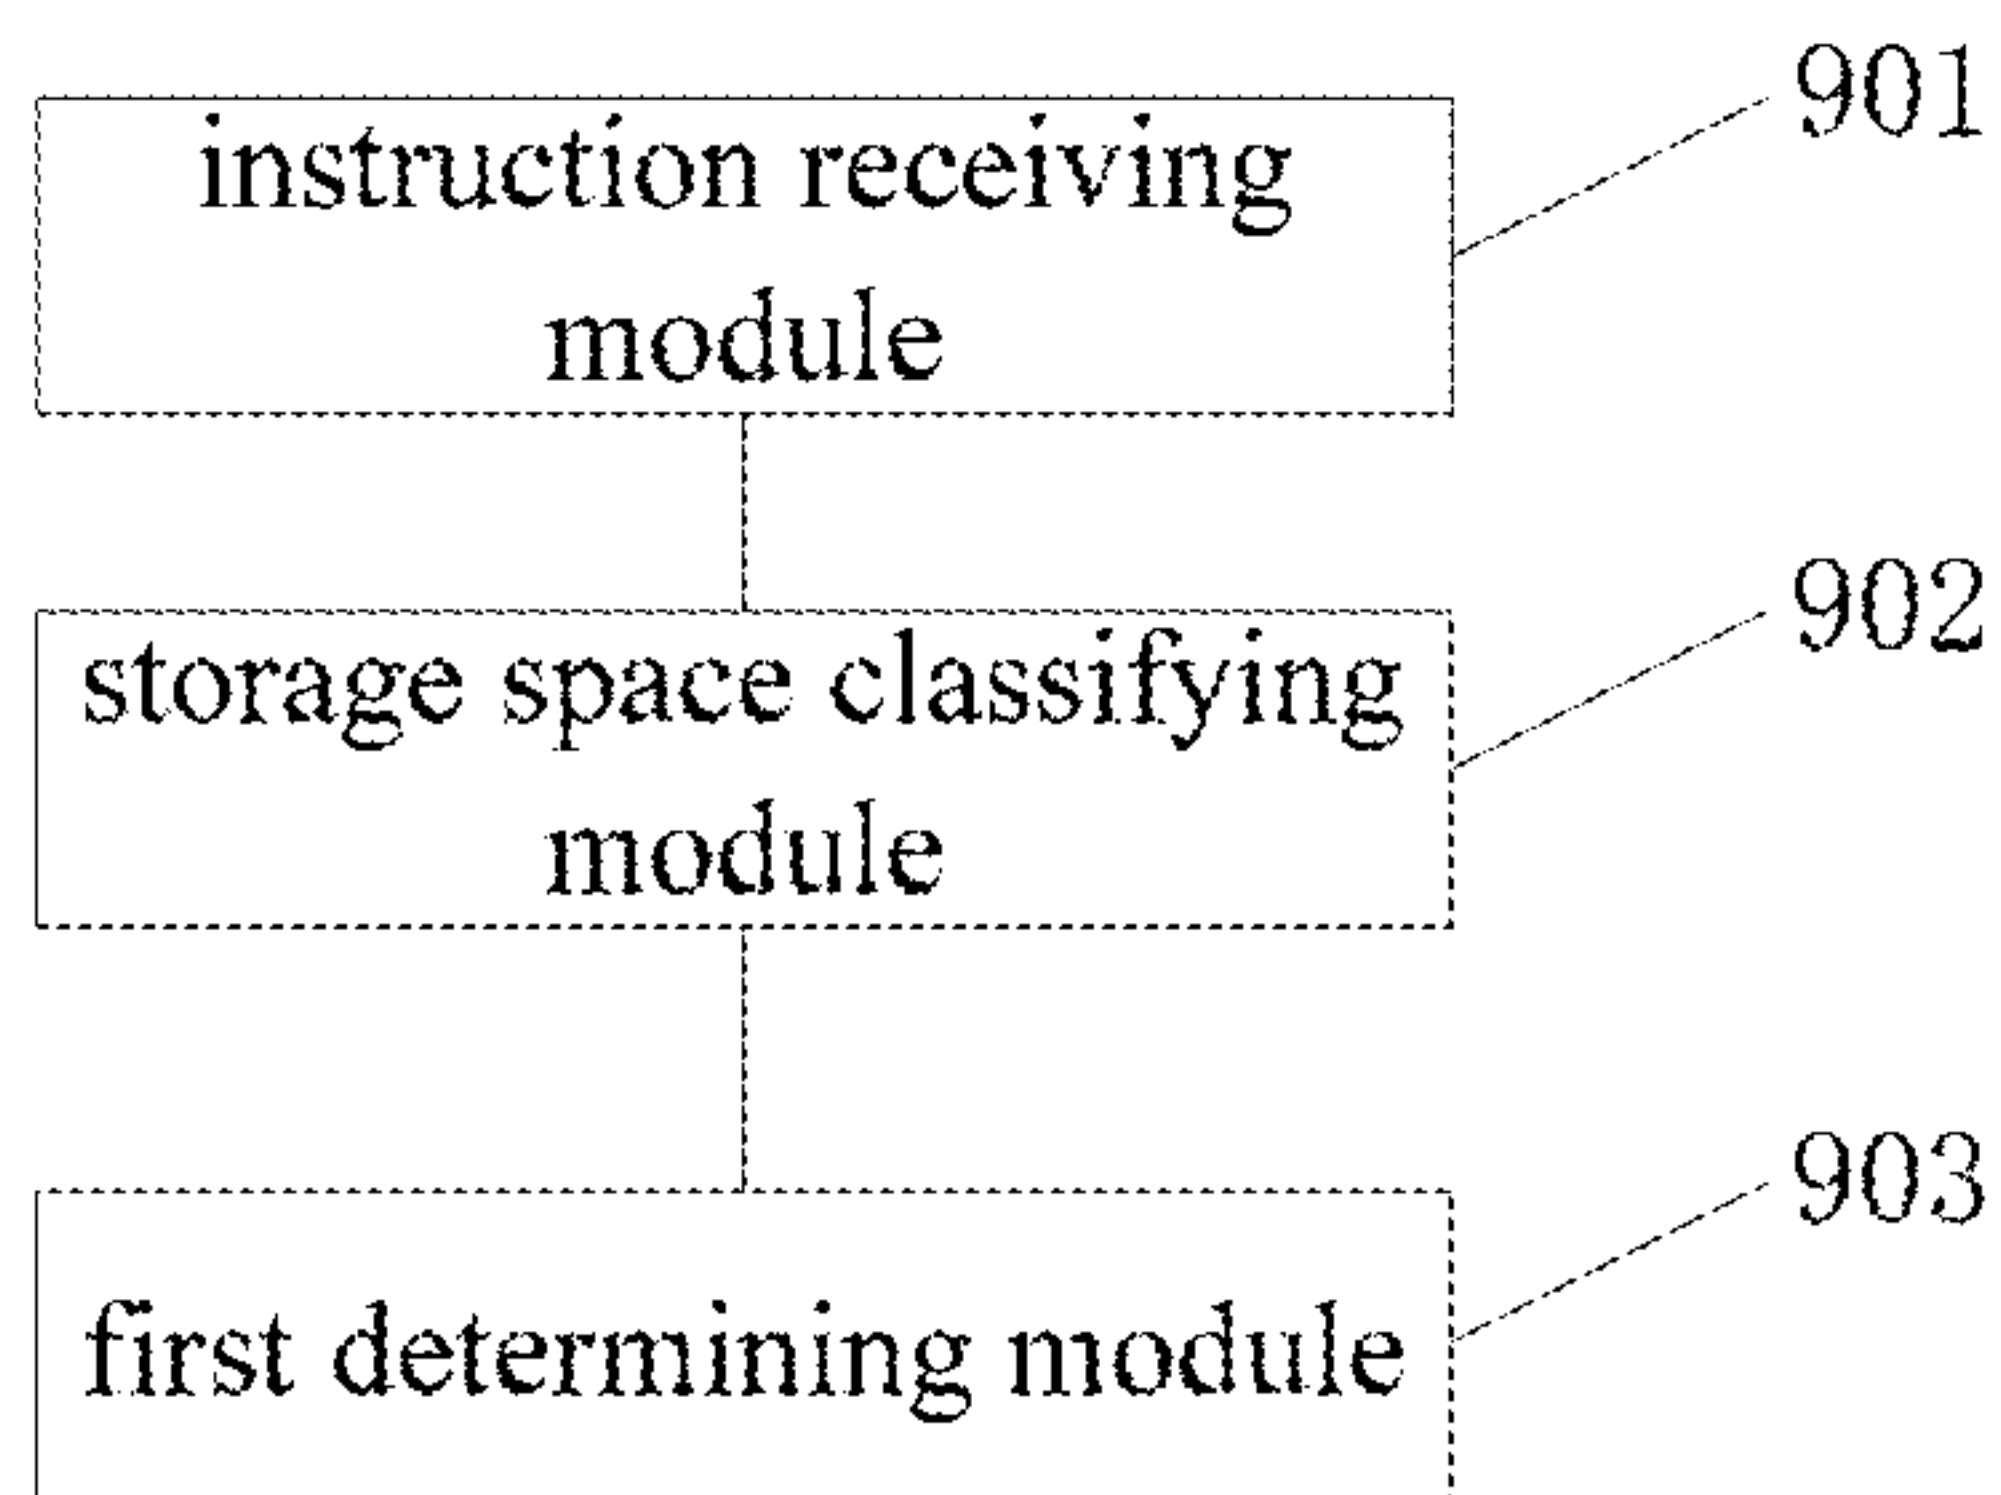 901
instruction receiving
module
902
storage space classifying
module
903
first determining module